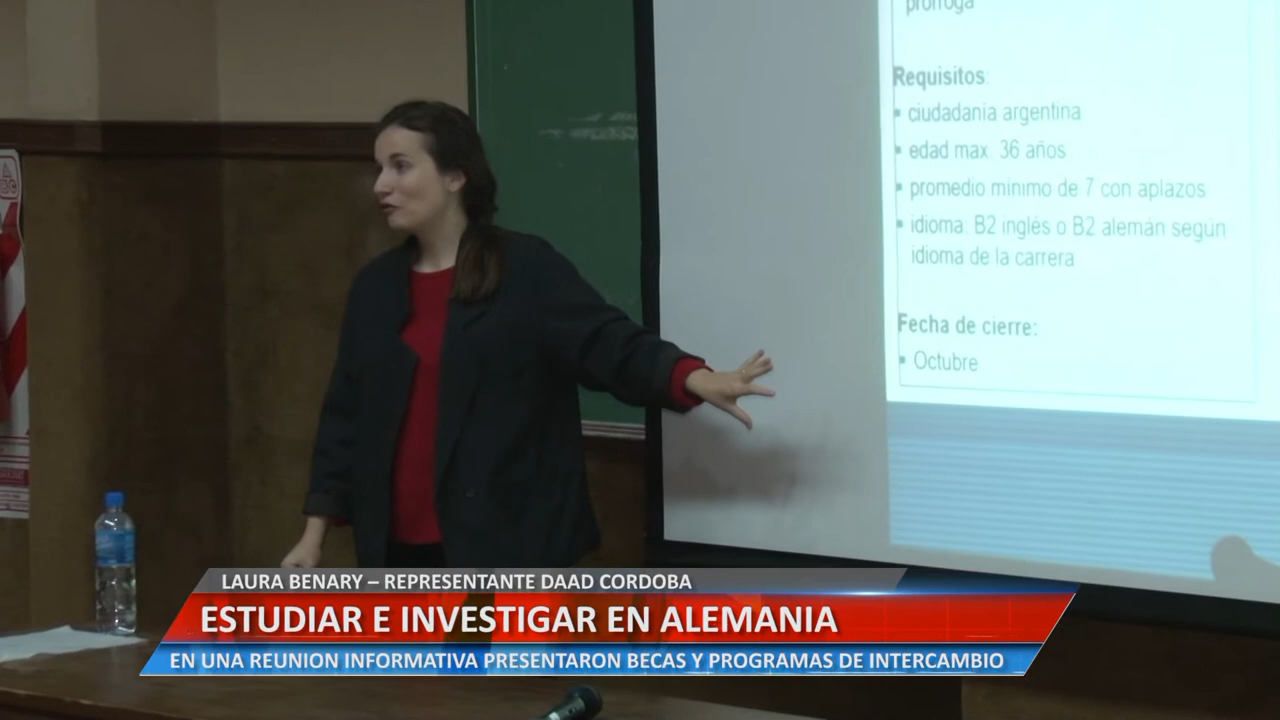 prórroga
Requisitos:
▪ ciudadanía argentina
▪ edad max. 36 años
▪ promedio mínimo de 7 con aplazos
▪ idioma: B2 inglés o B2 alemán según
idioma de la carrera
Fecha de cierre:
▪ Octubre
LAURA BENARY – REPRESENTANTE DAAD CORDOBA
ESTUDIAR E INVESTIGAR EN ALEMANIA
EN UNA REUNION INFORMATIVA PRESENTARON BECAS Y PROGRAMAS DE INTERCAMBIO